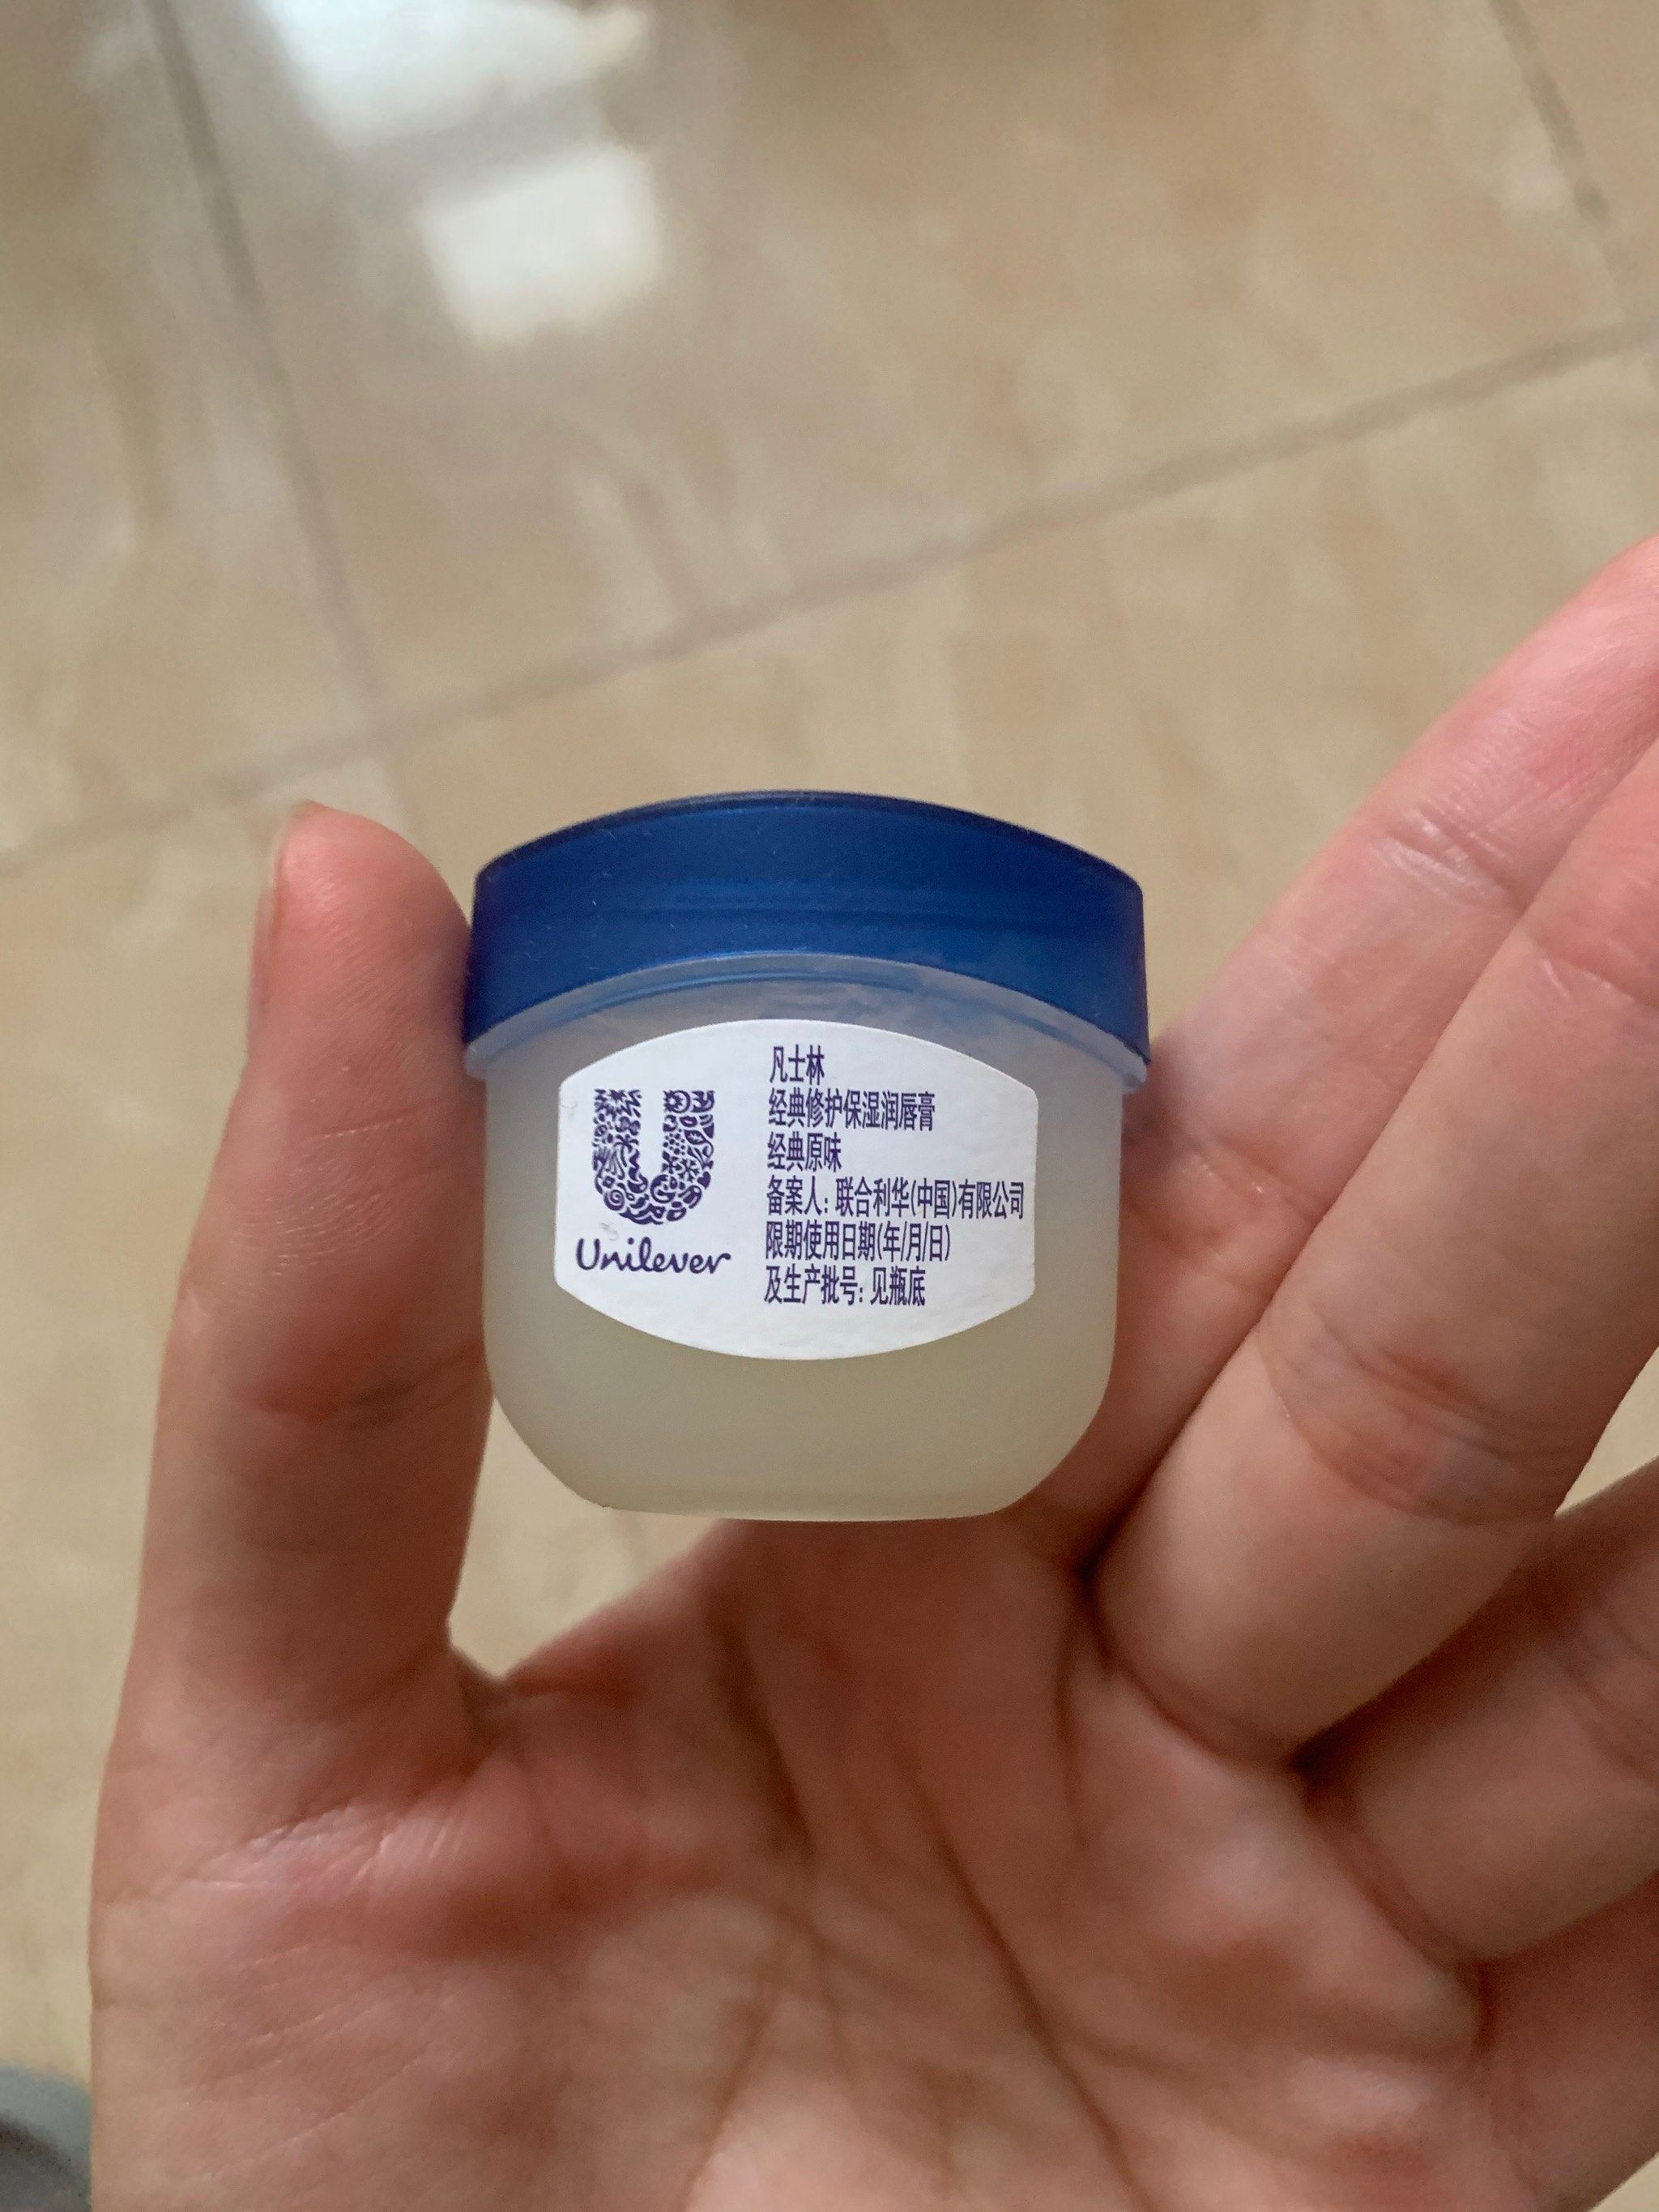 Unilever
凡士林
经典修护保湿润唇膏
经典原味
备案人：联合利华(中国)有限公司
限期使用日期(年/月/日)
及生产批号：见瓶底